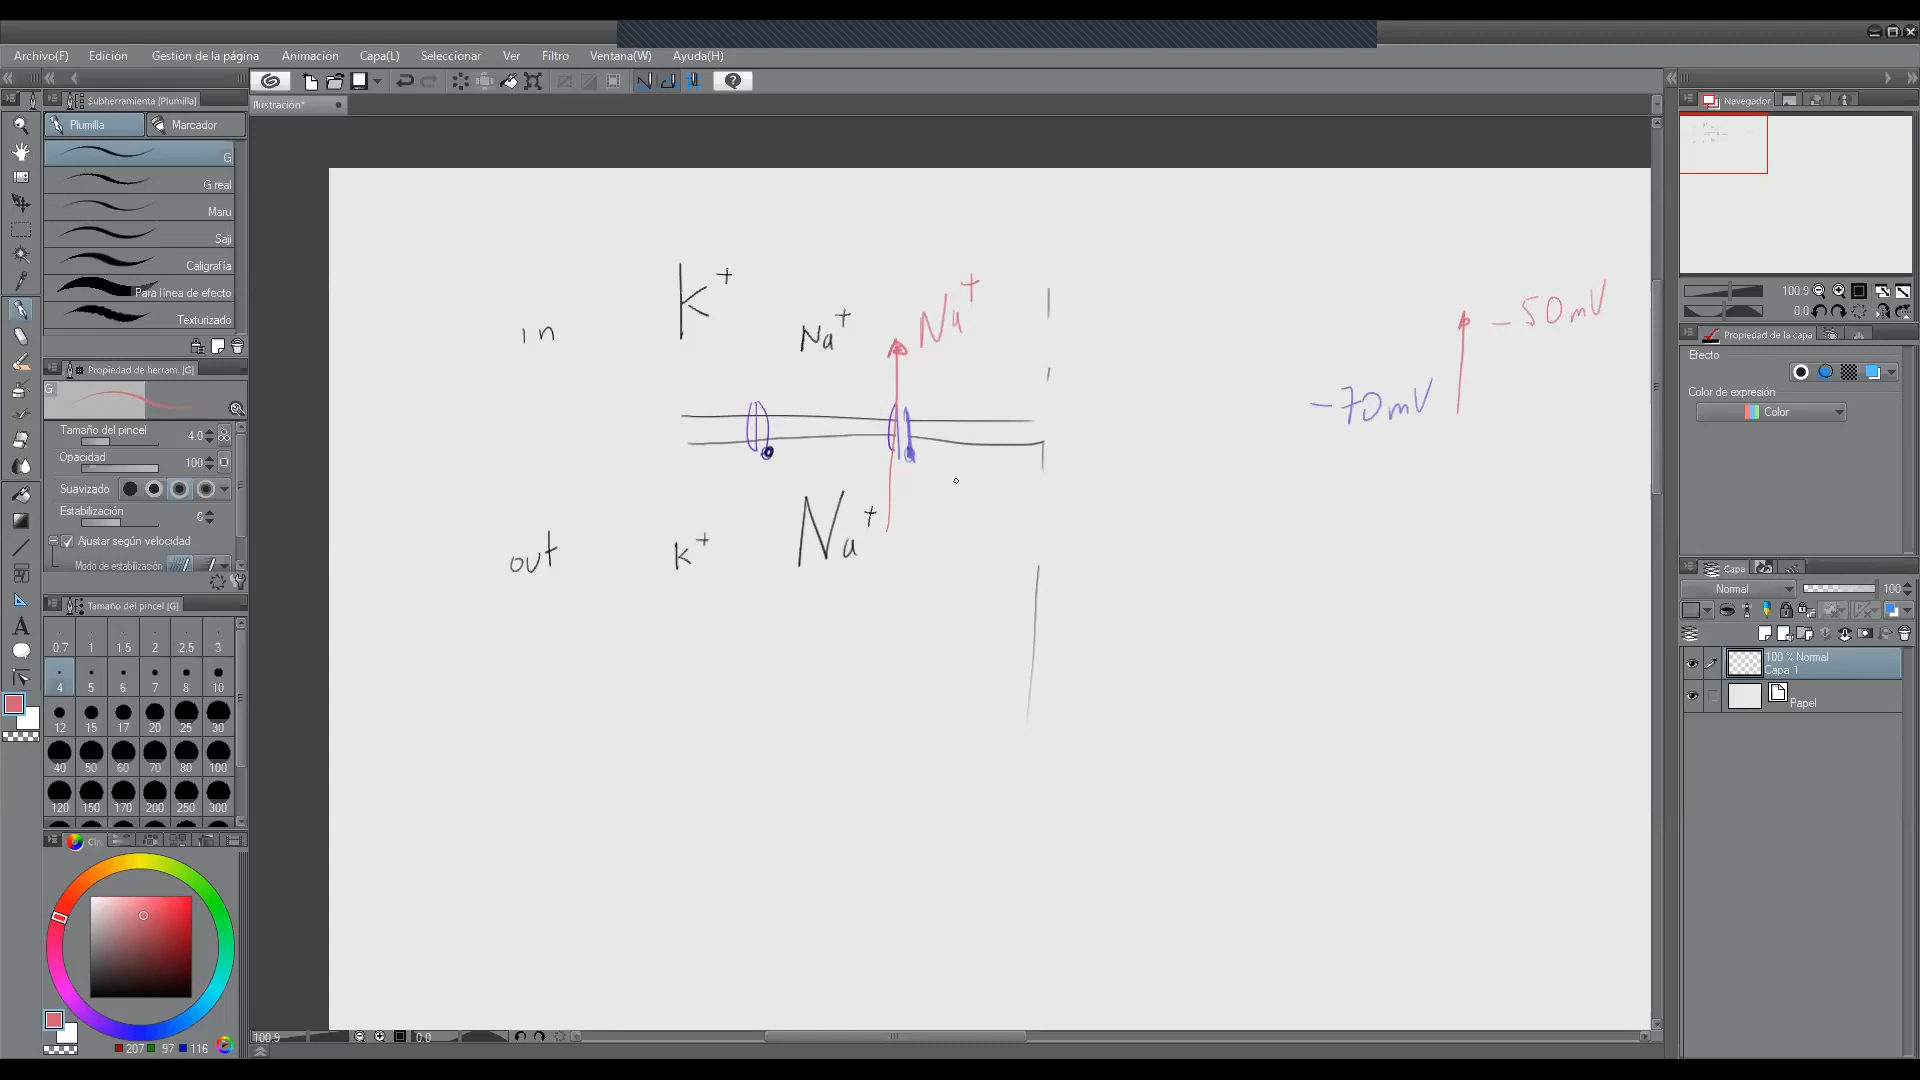 Archivo(F) Edición Gestión de la página Animación Capa(L) Seleccionar Ver Filtro Ventana(W) Ayuda(H)
Subherramienta [Plumilla]
Ilustración*
Navegador
Plumilla Marcador
G
G real
Maru
Saji
Caligrafía
Para línea de efecto
Texturizado
100.9
0.0
Propiedad de la capa
Efecto
Color de expresión
Color
Propiedad de herram. [G]
G
Tamaño del pincel 4.0
Opacidad 100
Suavizado
Estabilización 6
Ajustar según velocidad
Modo de estabilización
Tamaño del pincel [G]
0.7 1 1.5 2 2.5 3
4 5 6 7 8 10
12 15 17 20 25 30
40 50 60 70 80 100
120 150 170 200 250 300
207 97 116
in K+ Na+ Na+
-50mV
-70mV
out K+ Na+
Capa
Normal 100
100 % Normal
Capa 1
Papel
100.9 0.0